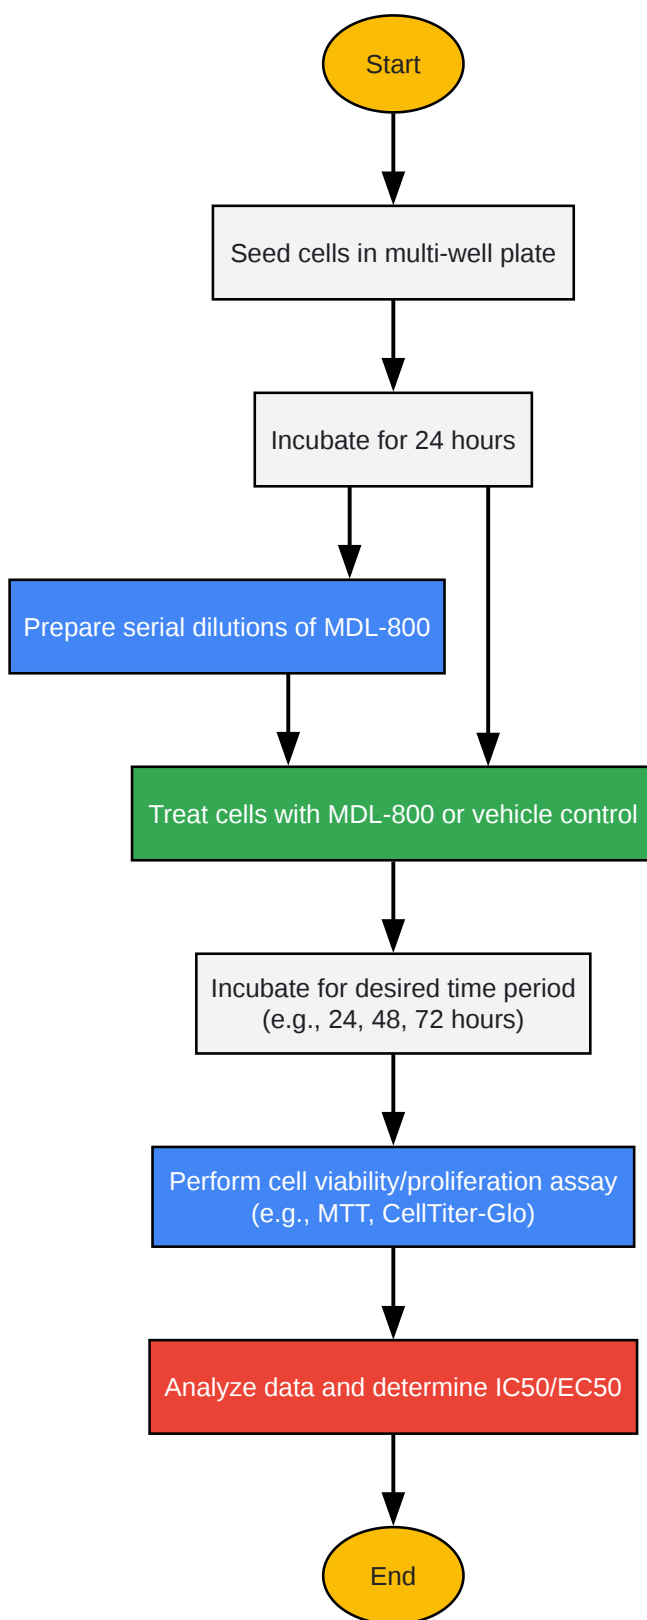 Start
Seed cells in multi-well plate
Incubate for 24 hours
Prepare serial dilutions of MDL-800
Treat cells with MDL-800 or vehicle control
Incubate for desired time period
(e.g., 24, 48, 72 hours)
Perform cell viability/proliferation assay
(e.g., MTT, CellTiter-Glo)
Analyze data and determine IC50/EC50
End